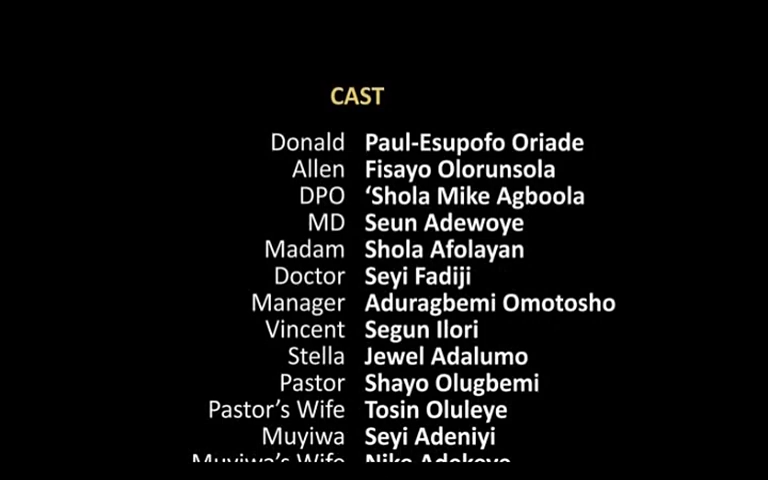 CAST
Donald Paul-Esupofo Oriade
Allen Fisayo Olorunsola
DPO ‘Shola Mike Agboola
MD Seun Adewoye
Madam Shola Afolayan
Doctor Seyi Fadiji
Manager Aduragbemi Omotosho
Vincent Segun Ilori
Stella Jewel Adalumo
Pastor Shayo Olugbemi
Pastor’s Wife Tosin Oluleye
Muyiwa Seyi Adeniyi
Muyiwa’s Wife